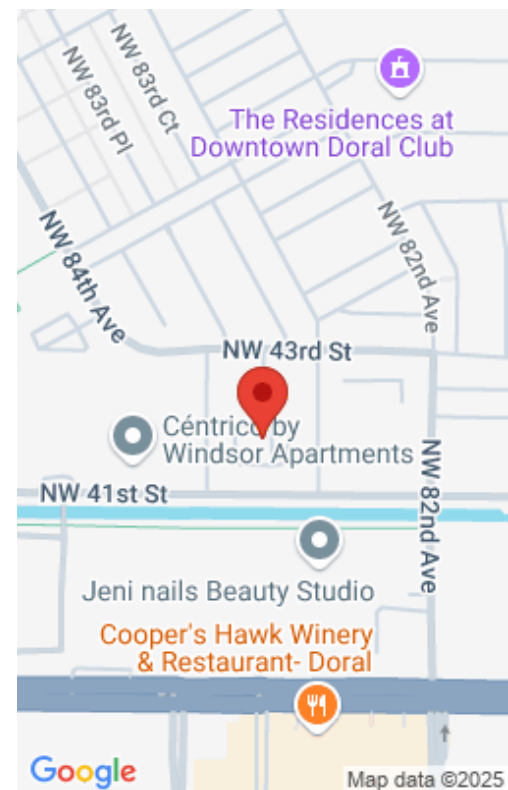 NW 83rd Ct
NW 83rd Pl
The Residences at
Downtown Doral Club
NW 84th Ave
NW 82nd Ave
NW 43rd St
Céntrico by
Windsor Apartments
NW 41st St
NW 82nd Ave
Jeni nails Beauty Studio
Cooper's Hawk Winery
& Restaurant- Doral
Google
Map data ©2025